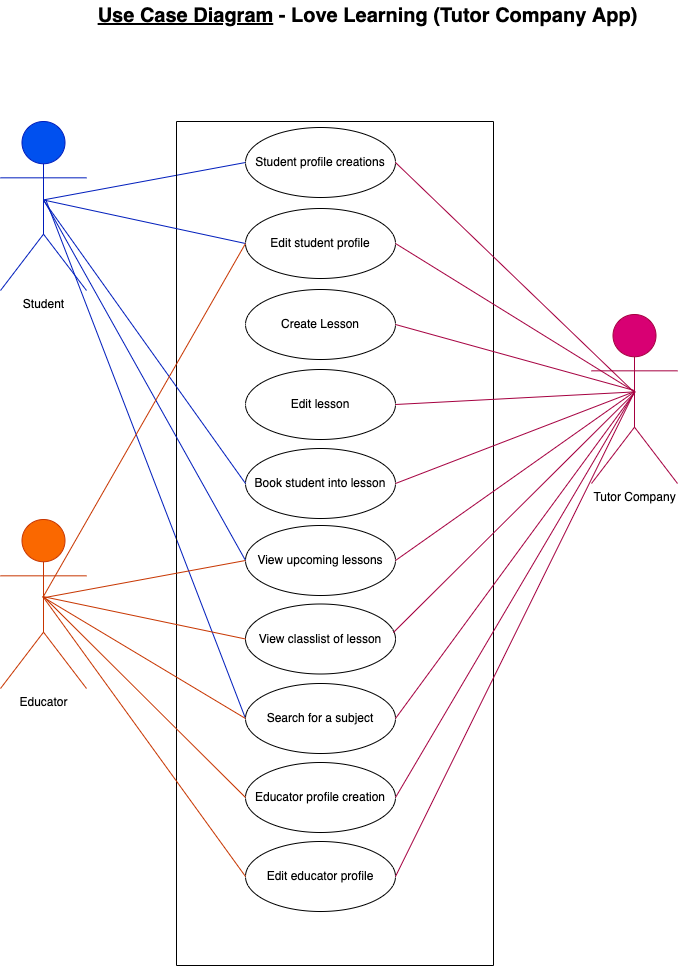 Use Case Diagram - Love Learning (Tutor Company App)
Student profile creations
Edit student profile
Student
Create Lesson
Edit lesson
Book student into lesson
Tutor Company
View upcoming lessons
View classlist of lesson
Educator
Search for a subject
Educator profile creation
Edit educator profile